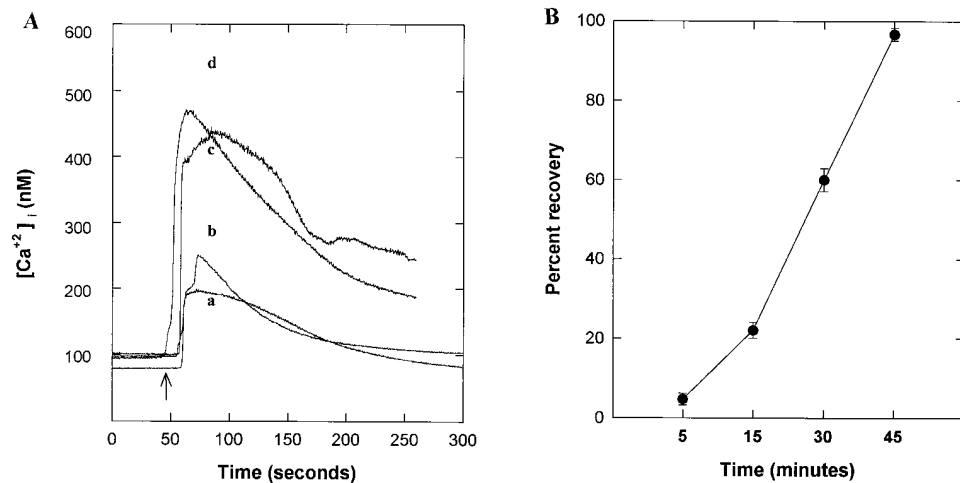 A
600
500
400
300
200
100
[Ca+2] i (nM)
d
c
b
a
0 50 100 150 200 250 300
Time (seconds)
B
100
80
60
40
20
0
Percent recovery
5 15 30 45
Time (minutes)